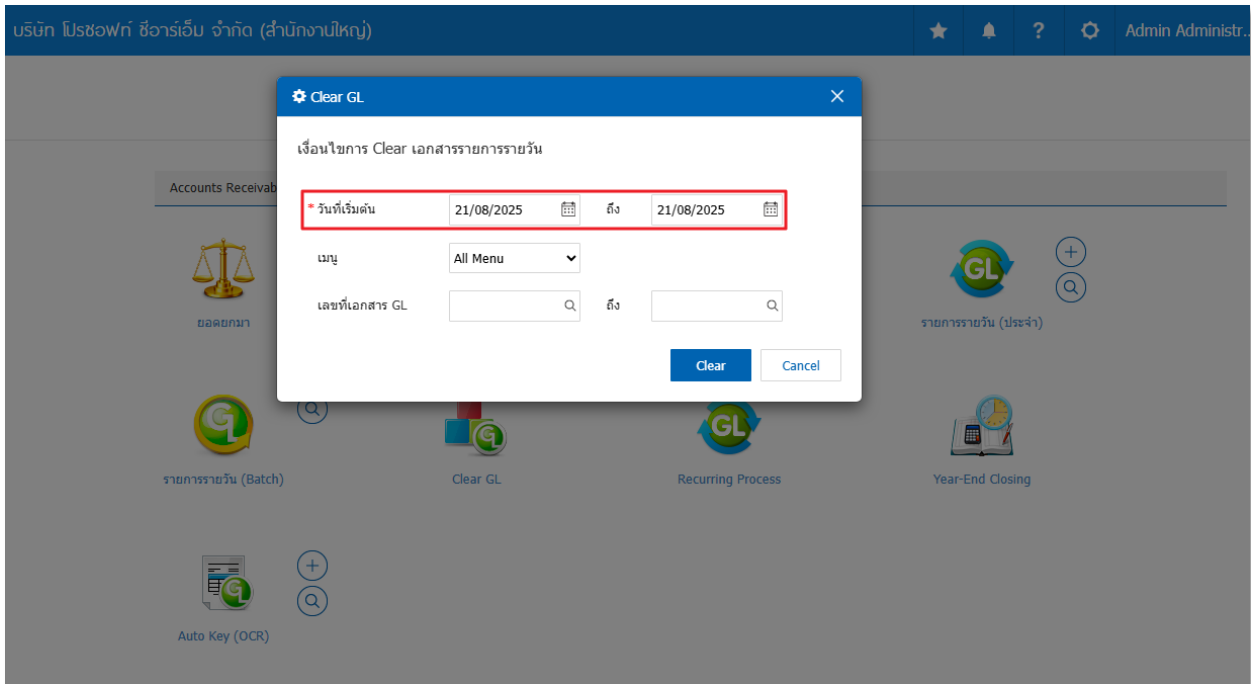 บริษัท โปรซอฟท์ ซีอาร์เอ็ม จำกัด (สำนักงานใหญ่)
? Admin Administr..
Clear GL
เงื่อนไขการ Clear เอกสารรายการรายวัน
Accounts Receivab
* วันที่เริ่มต้น 21/08/2025 ถึง 21/08/2025
เมนู All Menu
GL
เลขที่เอกสาร GL ถึง
ยอดยกมา รายการรายวัน (ประจำ)
Clear Cancel
GL
รายการรายวัน (Batch) Clear GL Recurring Process Year-End Closing
Auto Key (OCR)